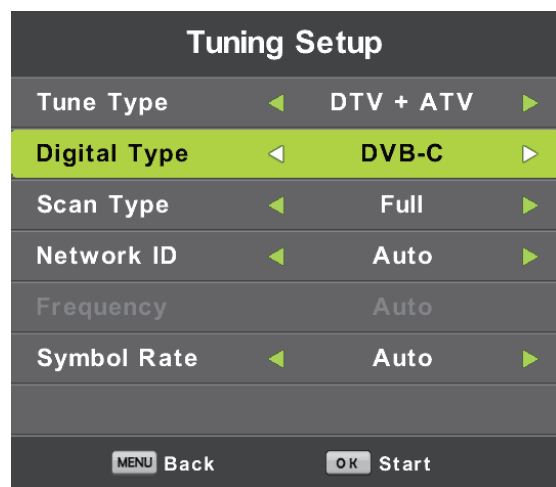 Tuning Setup
Tune Type DTV + ATV
Digital Type DVB-C
Scan Type Full
Network ID Auto
Frequency Auto
Symbol Rate Auto
MENU Back OK Start